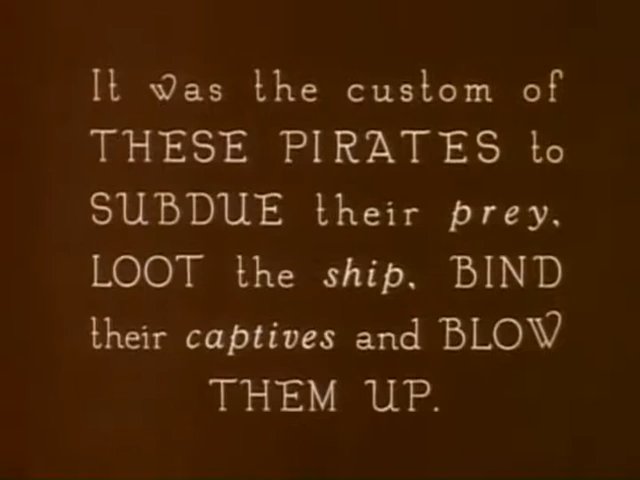 It was the custom of
THESE PIRATES to
SUBDUE their prey,
LOOT the ship, BIND
their captives and BLOW
THEM UP.